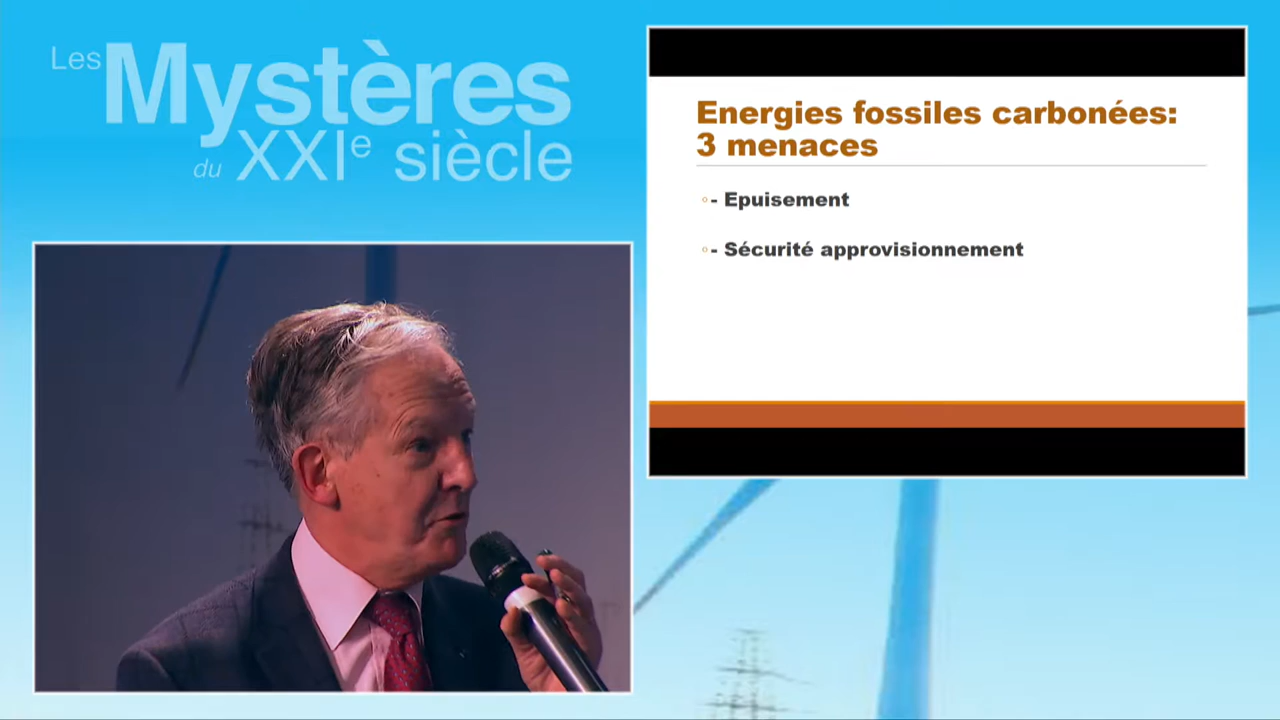 Les Mystères
du XXIe siècle
Energies fossiles carbonées:
3 menaces
- Epuisement
- Sécurité approvisionnement